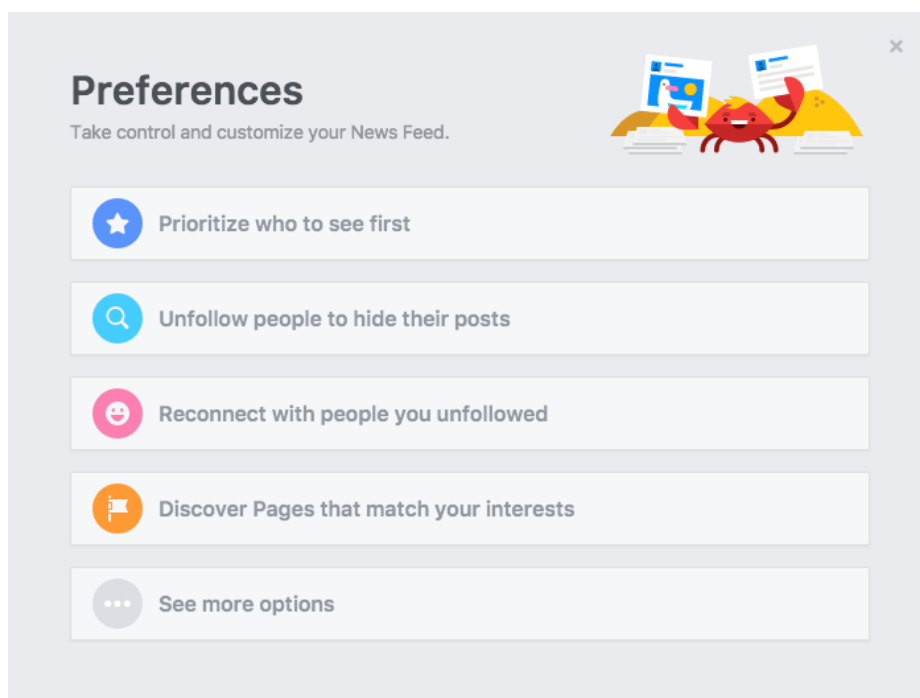 Preferences
Take control and customize your News Feed.
Prioritize who to see first
Unfollow people to hide their posts
Reconnect with people you unfollowed
Discover Pages that match your interests
See more options